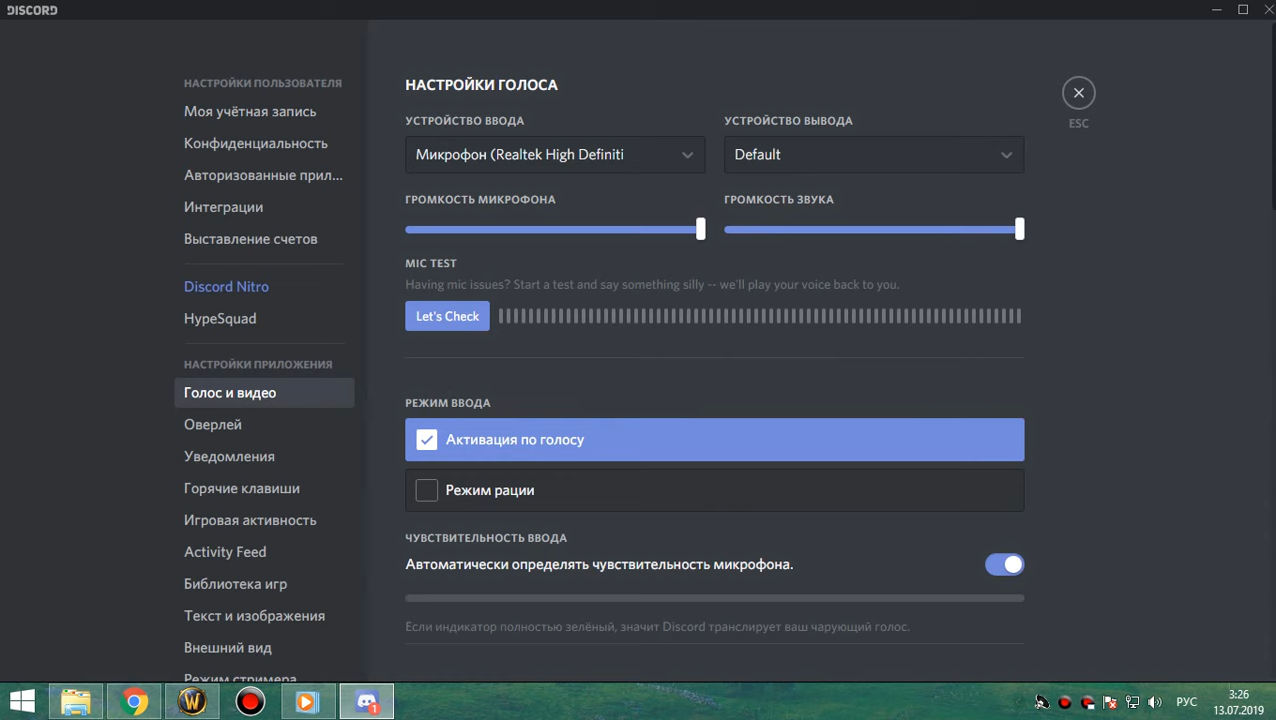 DISCORD
НАСТРОЙКИ ПОЛЬЗОВАТЕЛЯ
Моя учётная запись
Конфиденциальность
Авторизованные прил...
Интеграции
Выставление счетов
Discord Nitro
HypeSquad
НАСТРОЙКИ ПРИЛОЖЕНИЯ
Голос и видео
Оверлей
Уведомления
Горячие клавиши
Игровая активность
Activity Feed
Библиотека игр
Текст и изображения
Внешний вид
Режим стримера
НАСТРОЙКИ ГОЛОСА
УСТРОЙСТВО ВВОДА
Микрофон (Realtek High Definiti
УСТРОЙСТВО ВЫВОДА
Default
ГРОМКОСТЬ МИКРОФОНА
ГРОМКОСТЬ ЗВУКА
MIC TEST
Having mic issues? Start a test and say something silly -- we'll play your voice back to you.
Let's Check
РЕЖИМ ВВОДА
Активация по голосу
Режим рации
ЧУВСТВИТЕЛЬНОСТЬ ВВОДА
Автоматически определять чувствительность микрофона.
Если индикатор полностью зелёный, значит Discord транслирует ваш чарующий голос.
ESC
1
РУС
3:26
13.07.2019